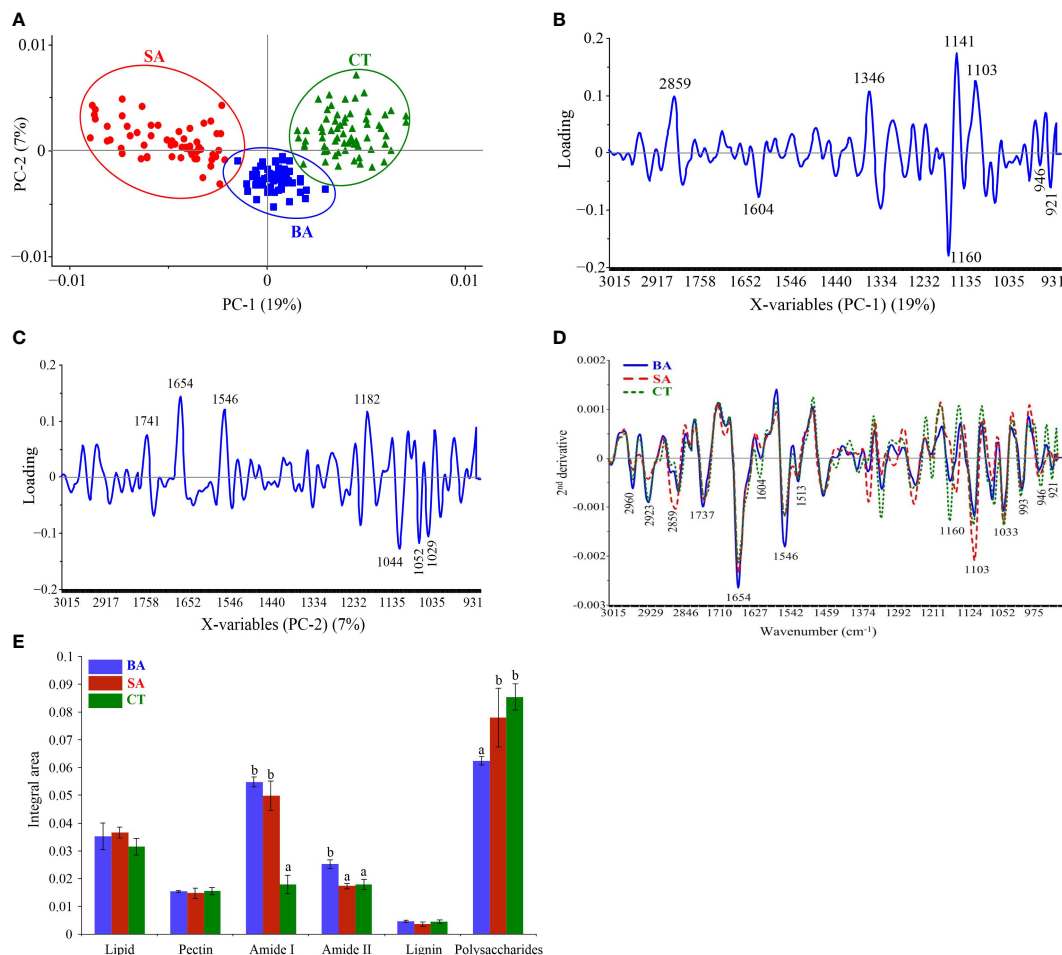 A
0.01
0
−0.01
PC-2 (7%)
SA
CT
BA
−0.01
0
0.01
PC-1 (19%)
B
0.2
0.1
0
−0.1
−0.2
Loading
2859
1604
1346
1141
1103
1160
946
921
3015 2917 1758 1652 1546 1440 1334 1232 1135 1035 931
X-variables (PC-1) (19%)
C
0.2
0.1
0
−0.1
−0.2
Loading
1741
1654
1546
1182
1044
1052
1029
3015 2917 1758 1652 1546 1440 1334 1232 1135 1035 931
X-variables (PC-2) (7%)
D
BA
SA
CT
0.002
0.001
0
-0.001
-0.002
-0.003
2nd derivative
2960
2923
2859
1737
1654
1604
1546
1513
1160
1103
1033
993
946
921
3015 2929 2846 1710 1627 1542 1459 1376 1292 1211 1124 1052 975
Wavenumber (cm-1)
E
BA
SA
CT
0.1
0.09
0.08
0.07
0.06
0.05
0.04
0.03
0.02
0.01
0
Integral area
b b a
b a a
a b b
Lipid Pectin Amide I Amide II Lignin Polysaccharides